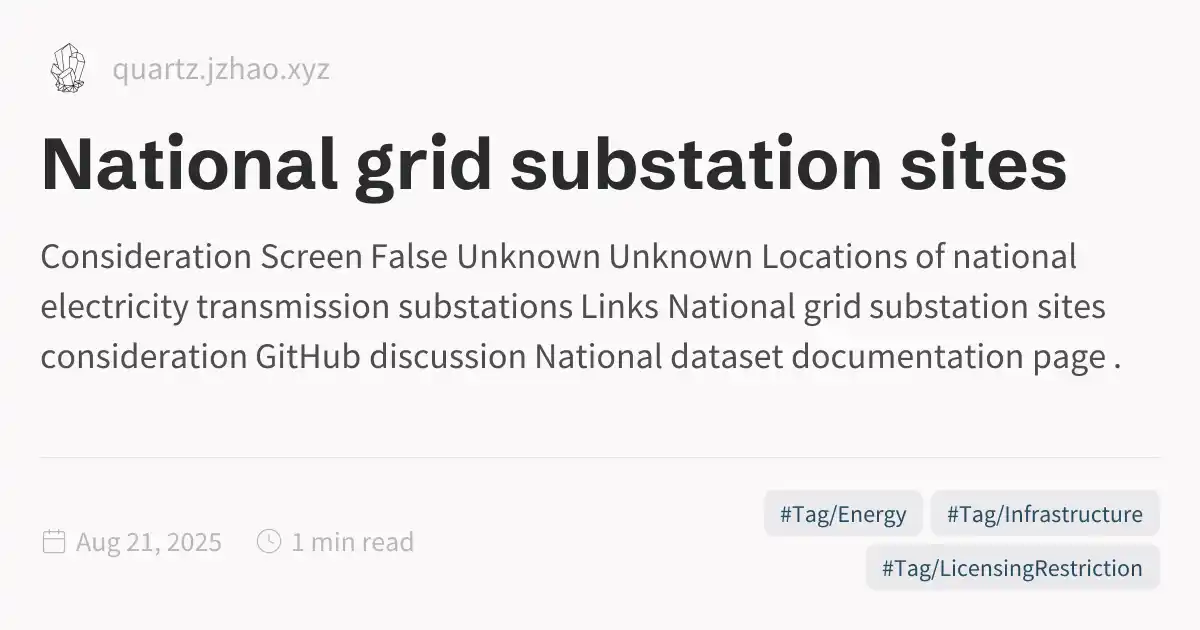 quartz.jzhao.xyz
National grid substation sites
Consideration Screen False Unknown Unknown Locations of national
electricity transmission substations Links National grid substation sites
consideration GitHub discussion National dataset documentation page .
Aug 21, 2025 1 min read
#Tag/Energy #Tag/Infrastructure
#Tag/LicensingRestriction